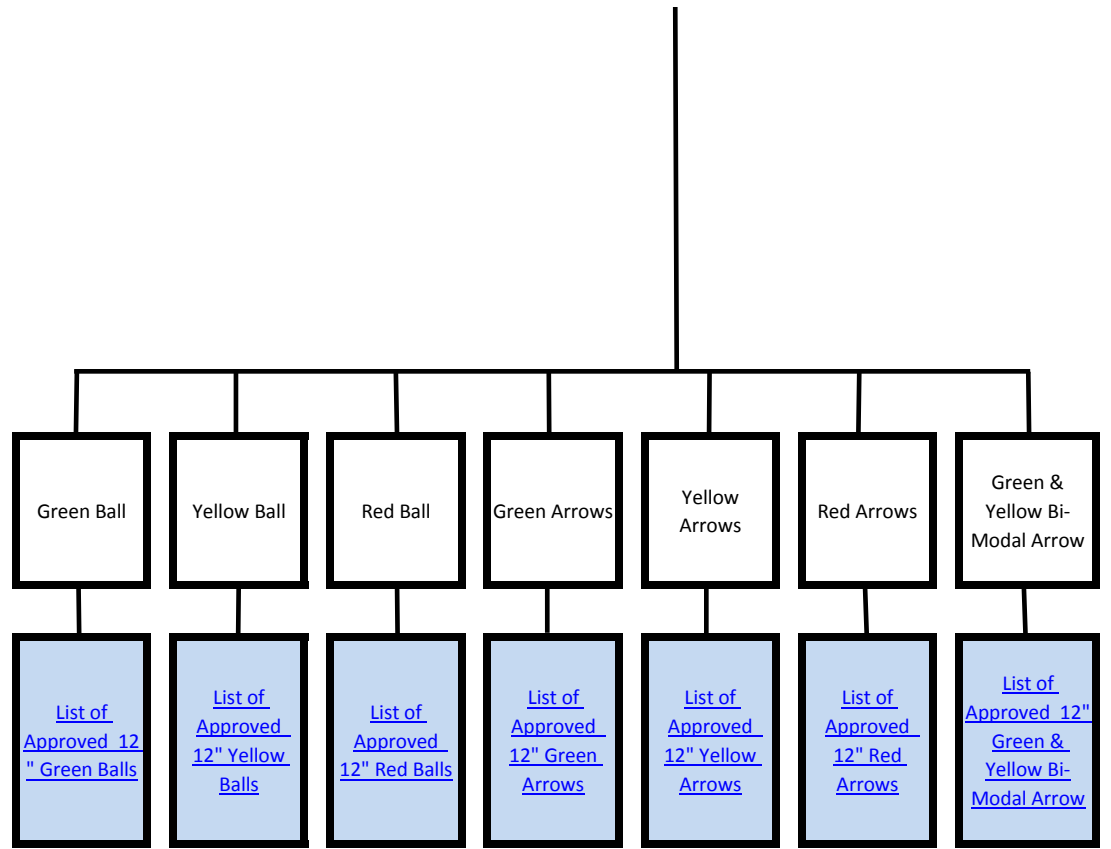 Green Ball
Yellow Ball
Red Ball
Green Arrows
Yellow
Arrows
Red Arrows
Green &
Yellow Bi-
Modal Arrow
List of
Approved 12
" Green Balls
List of
Approved
12" Yellow
Balls
List of
Approved
12" Red Balls
List of
Approved
12" Green
Arrows
List of
Approved
12" Yellow
Arrows
List of
Approved
12" Red
Arrows
List of
Approved 12"
Green &
Yellow Bi-
Modal Arrow